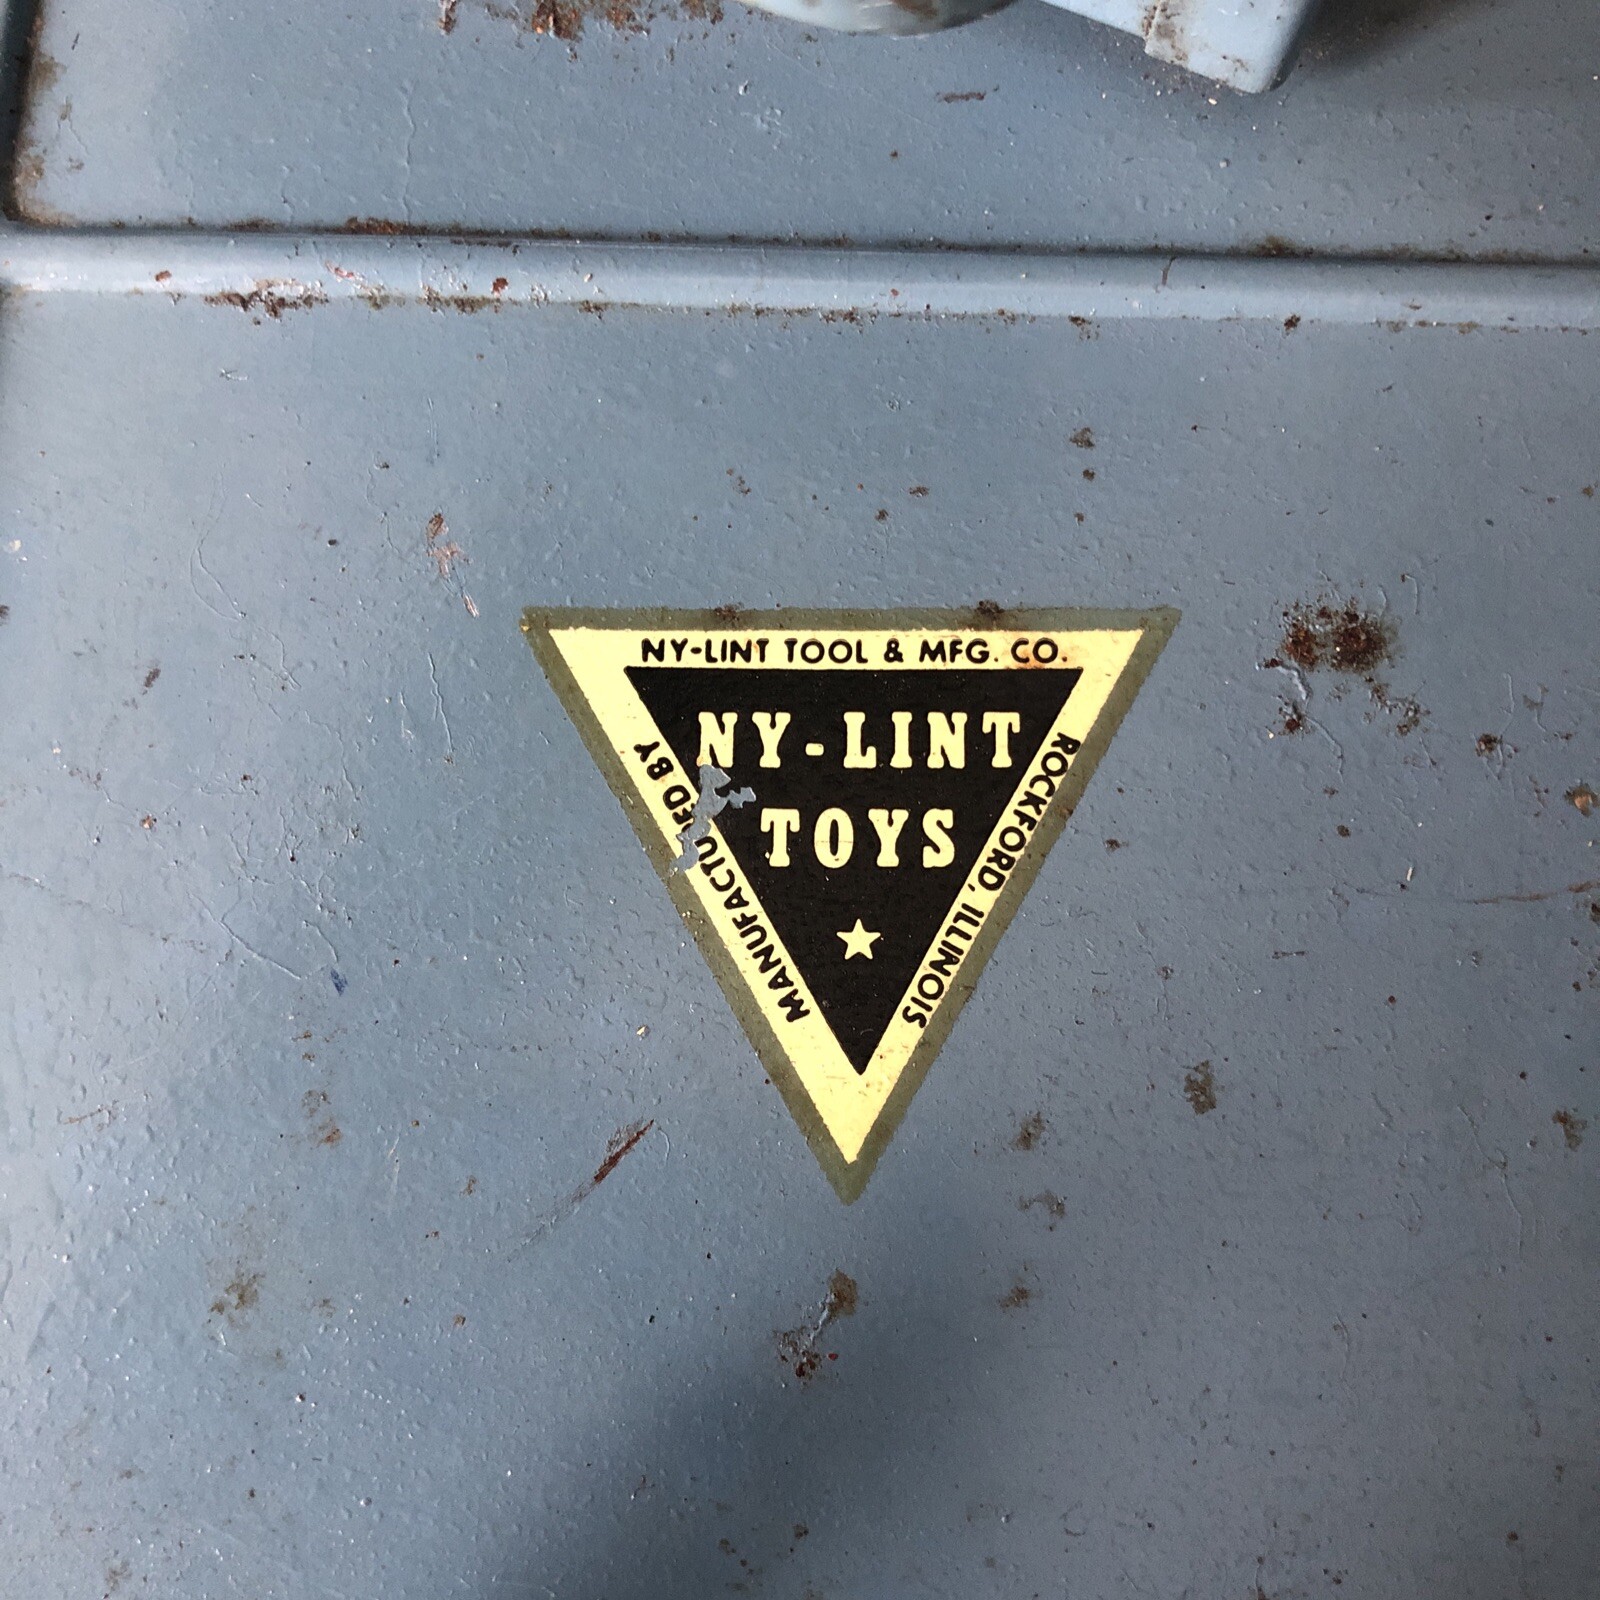 NY-LINT TOOL & MFG. CO.
NY-LINT
TOYS
MANUFACTURED BY
ROCKFORD, ILLINOIS